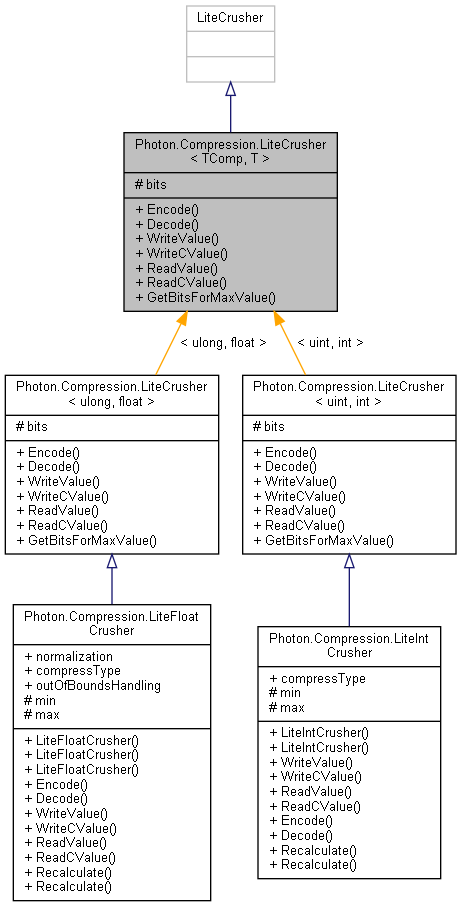 LiteCrusher
Photon.Compression.LiteCrusher
< TComp, T >
# bits
+ Encode()
+ Decode()
+ WriteValue()
+ WriteCValue()
+ ReadValue()
+ ReadCValue()
+ GetBitsForMaxValue()
< ulong, float >
< uint, int >
Photon.Compression.LiteCrusher
< ulong, float >
# bits
+ Encode()
+ Decode()
+ WriteValue()
+ WriteCValue()
+ ReadValue()
+ ReadCValue()
+ GetBitsForMaxValue()
Photon.Compression.LiteCrusher
< uint, int >
# bits
+ Encode()
+ Decode()
+ WriteValue()
+ WriteCValue()
+ ReadValue()
+ ReadCValue()
+ GetBitsForMaxValue()
Photon.Compression.LiteFloat
Crusher
+ normalization
+ compressType
+ outOfBoundsHandling
# min
# max
+ LiteFloatCrusher()
+ LiteFloatCrusher()
+ LiteFloatCrusher()
+ Encode()
+ Decode()
+ WriteValue()
+ WriteCValue()
+ ReadValue()
+ ReadCValue()
+ Recalculate()
+ Recalculate()
Photon.Compression.LiteInt
Crusher
+ compressType
# min
# max
+ LiteIntCrusher()
+ LiteIntCrusher()
+ WriteValue()
+ WriteCValue()
+ ReadValue()
+ ReadCValue()
+ Encode()
+ Decode()
+ Recalculate()
+ Recalculate()